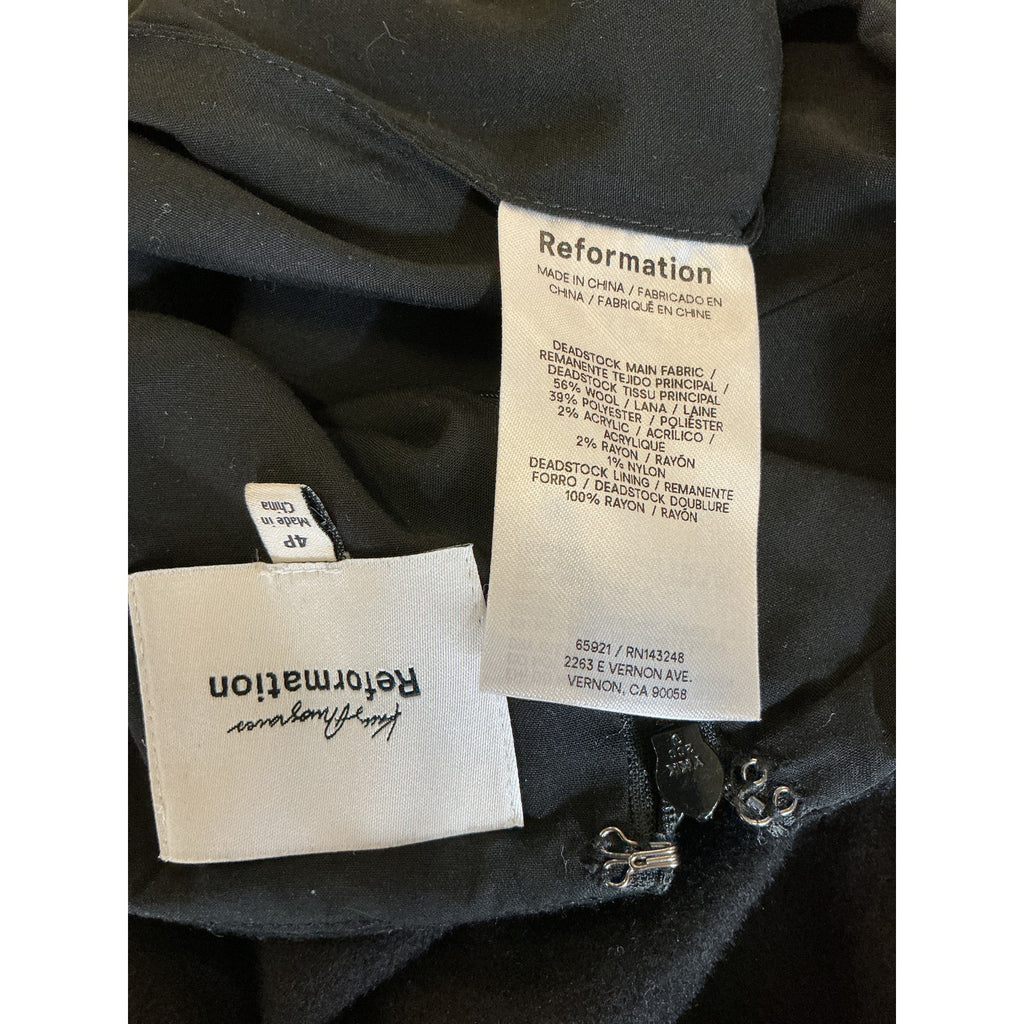 Reformation
MADE IN CHINA / FABRICADO EN
CHINA / FABRIQUÉ EN CHINE
DEADSTOCK MAIN FABRIC /
REMANENTE TEJIDO PRINCIPAL /
DEADSTOCK TISSU PRINCIPAL
56% WOOL / LANA / LAINE
39% POLYESTER / POLIÉSTER
2% ACRYLIC / ACRÍLICO /
ACRYLIQUE
2% RAYON / RAYÓN
1% NYLON
DEADSTOCK LINING / REMANENTE
FORRO / DEADSTOCK DOUBLURE
100% RAYON / RAYÓN
65921 / RN143248
2263 E VERNON AVE.
VERNON, CA 90058
4P
Made in
China
Kacey Musgraves
Reformation
YKK